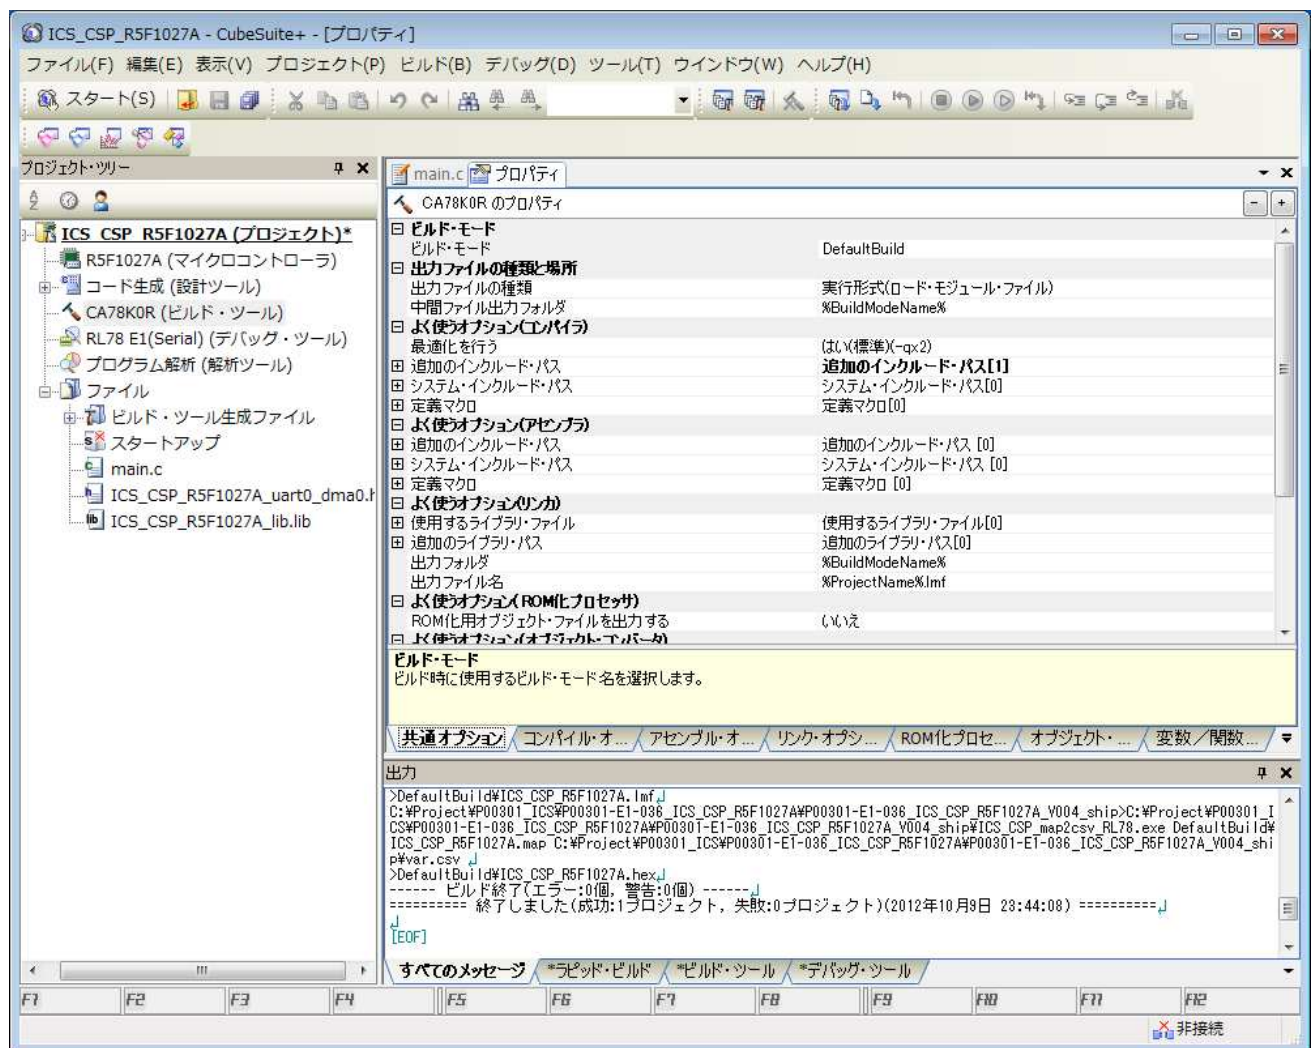 ICS_CSP_R5F1027A - CubeSuite+ - [プロパティ]
ファイル(F) 編集(E) 表示(V) プロジェクト(P) ビルド(B) デバッグ(D) ツール(T) ウインドウ(W) ヘルプ(H)
スタート(S)
プロジェクト・ツリー
ICS_CSP_R5F1027A (プロジェクト)*
R5F1027A (マイクロコントローラ)
コード生成 (設計ツール)
CA78K0R (ビルド・ツール)
RL78 E1(Serial) (デバッグ・ツール)
プログラム解析 (解析ツール)
ファイル
ビルド・ツール生成ファイル
スタートアップ
main.c
ICS_CSP_R5F1027A_uart0_dma0.h
ICS_CSP_R5F1027A_lib.lib
main.c プロパティ
CA78K0R のプロパティ
ビルド・モード
ビルド・モード DefaultBuild
出力ファイルの種類と場所
出力ファイルの種類 実行形式(ロード・モジュール・ファイル)
中間ファイル出力フォルダ %BuildModeName%
よく使うオプション(コンパイラ)
最適化を行う はい(標準)(-qx2)
追加のインクルード・パス 追加のインクルード・パス[1]
システム・インクルード・パス システム・インクルード・パス[0]
定義マクロ 定義マクロ[0]
よく使うオプション(アセンブラ)
追加のインクルード・パス 追加のインクルード・パス [0]
システム・インクルード・パス システム・インクルード・パス [0]
定義マクロ 定義マクロ [0]
よく使うオプション(リンカ)
使用するライブラリ・ファイル 使用するライブラリ・ファイル[0]
追加のライブラリ・パス 追加のライブラリ・パス[0]
出力フォルダ %BuildModeName%
出力ファイル名 %ProjectName%.lmf
よく使うオプション(ROM化プロセッサ)
ROM化用オブジェクト・ファイルを出力する いいえ
よく使うオプション(オブジェクト・コンバータ)
ビルド・モード
ビルド時に使用するビルド・モード名を選択します。
共通オプション コンパイル・オ... アセンブル・オ... リンク・オプシ... ROM化プロセ... オブジェクト・ ... 変数／関数...
出力
>DefaultBuild¥ICS_CSP_R5F1027A.lmf↲
C:¥Project¥P00301_ICS¥P00301-E1-036_ICS_CSP_R5F1027A¥P00301-E1-036_ICS_CSP_R5F1027A_V004_ship>C:¥Project¥P00301_I
CS¥P00301-E1-036_ICS_CSP_R5F1027A¥P00301-E1-036_ICS_CSP_R5F1027A_V004_ship¥ICS_CSP_map2csv_RL78.exe DefaultBuild¥
ICS_CSP_R5F1027A.map C:¥Project¥P00301_ICS¥P00301-E1-036_ICS_CSP_R5F1027A¥P00301-E1-036_ICS_CSP_R5F1027A_V004_shi
p¥var.csv ↲
>DefaultBuild¥ICS_CSP_R5F1027A.hex↲
------ ビルド終了(エラー:0個, 警告:0個) ------↲
========== 終了しました(成功:1プロジェクト, 失敗:0プロジェクト)(2012年10月9日 23:44:08) ==========↲
↲
[EOF]
すべてのメッセージ *ラピッド・ビルド *ビルド・ツール *デバッグ・ツール
F1 F2 F3 F4 F5 F6 F7 F8 F9 F10 F11 F12
非接続